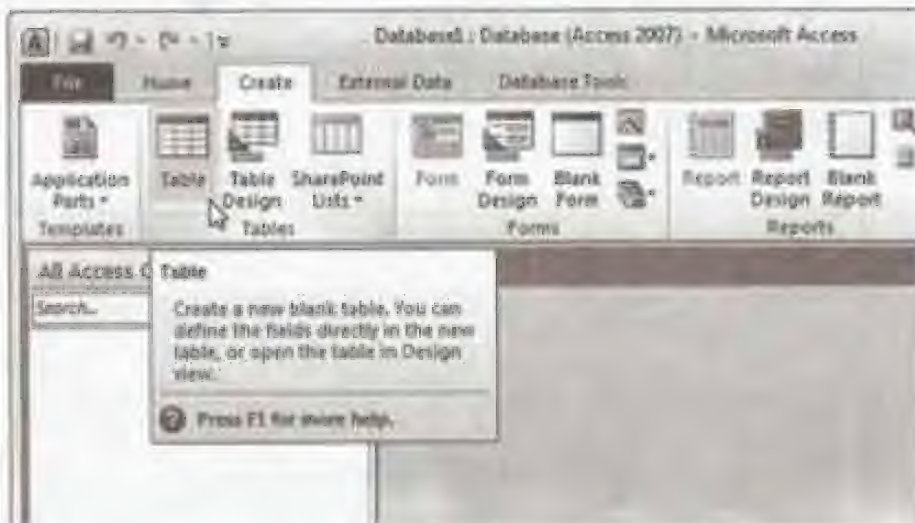 Database1 : Database (Access 2007) - Microsoft Access
File Home Create External Data Database Tools
Application Parts
Table
Table Design
SharePoint Lists
Form
Form Design
Blank Form
Report
Report Design
Blank Report
Templates
Tables
Forms
Reports
All Access
Search...
Table
Create a new blank table. You can
define the fields directly in the new
table, or open the table in Design
view.
Press F1 for more help.